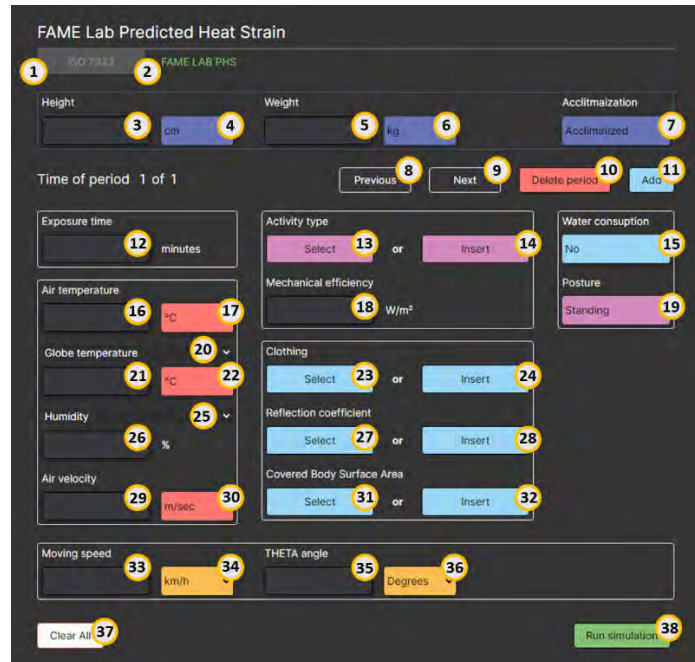 FAME Lab Predicted Heat Strain
1 ISO 7933 2 FAME LAB PHS
Height Weight Acclitmaization
3 cm 4 5 kg 6 Acclimatized 7
Time of period 1 of 1 Previous 8 Next 9 Delete period 10 Add 11
Exposure time Activity type Water consuption
12 minutes Select 13 or Insert 14 No 15
Air temperature Mechanical efficiency Posture
16 °C 17 18 W/m² Standing 19
Globe temperature 20 Clothing
21 °C 22 Select 23 or Insert 24
Humidity 25 Reflection coefficient
26 % Select 27 or Insert 28
Air velocity Covered Body Surface Area
29 m/sec 30 Select 31 or Insert 32
Moving speed THETA angle
33 km/h 34 35 Degrees 36
Clear All 37 Run simulation 38